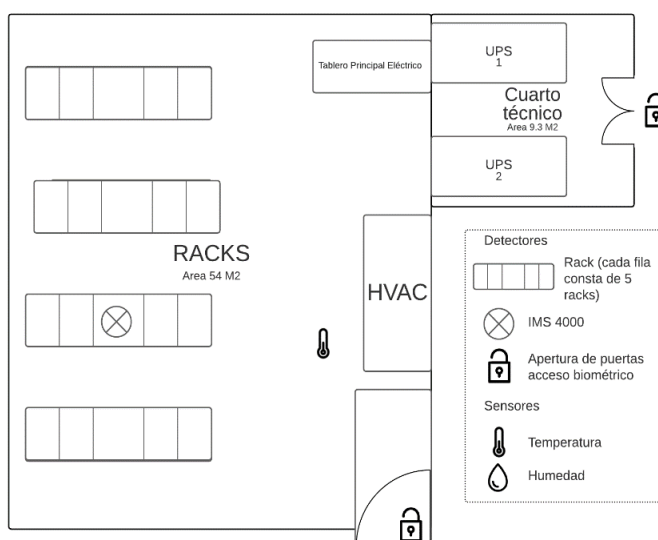 Tablero Principal Eléctrico
UPS
1
Cuarto
técnico
Area 9.3 M2
UPS
2
RACKS
Area 54 M2
HVAC
Detectores
Rack (cada fila
consta de 5
racks)
IMS 4000
Apertura de puertas
acceso biométrico
Sensores
Temperatura
Humedad